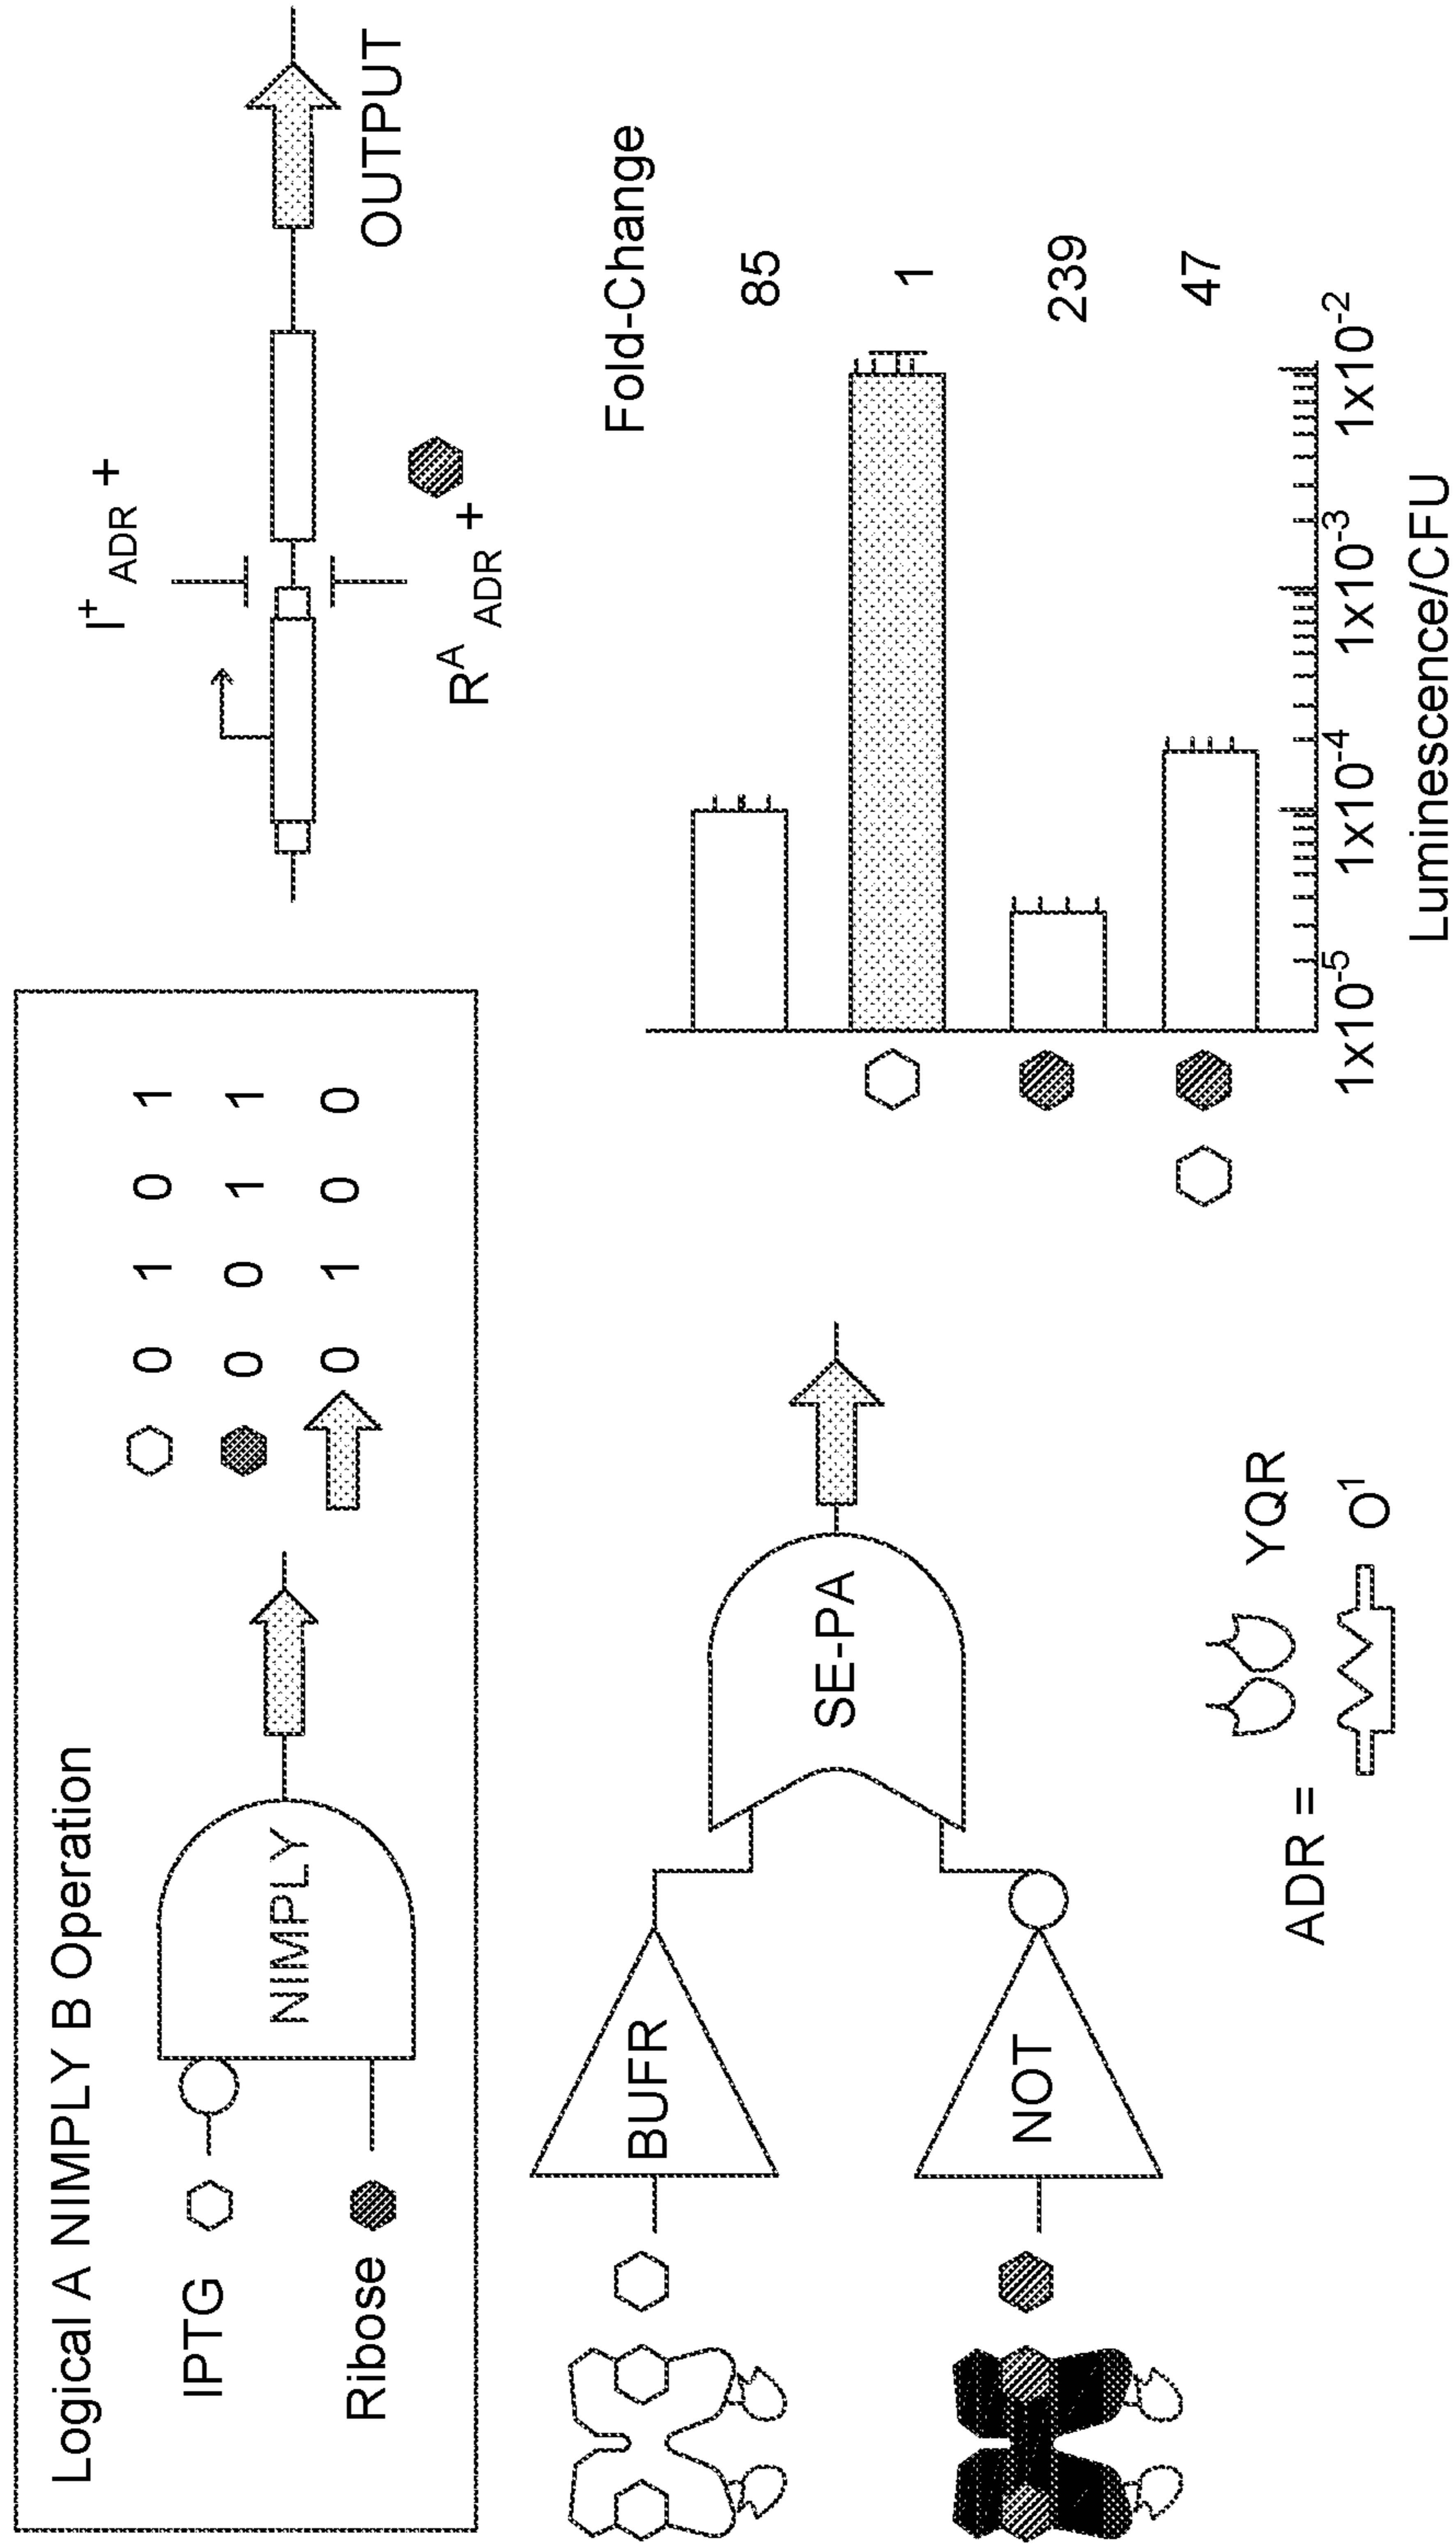 Logical A NIMPLY B Operation
IPTG
Ribose
NIMPLY
0 1 0 1
0 0 1 1
0 1 0 0
I+ ADR +
RA ADR +
OUTPUT
BUFR
NOT
SE-PA
ADR =
YQR
O1
Fold-Change
85
1
239
47
1x10-5
1x10-4
1x10-3
1x10-2
Luminescence/CFU